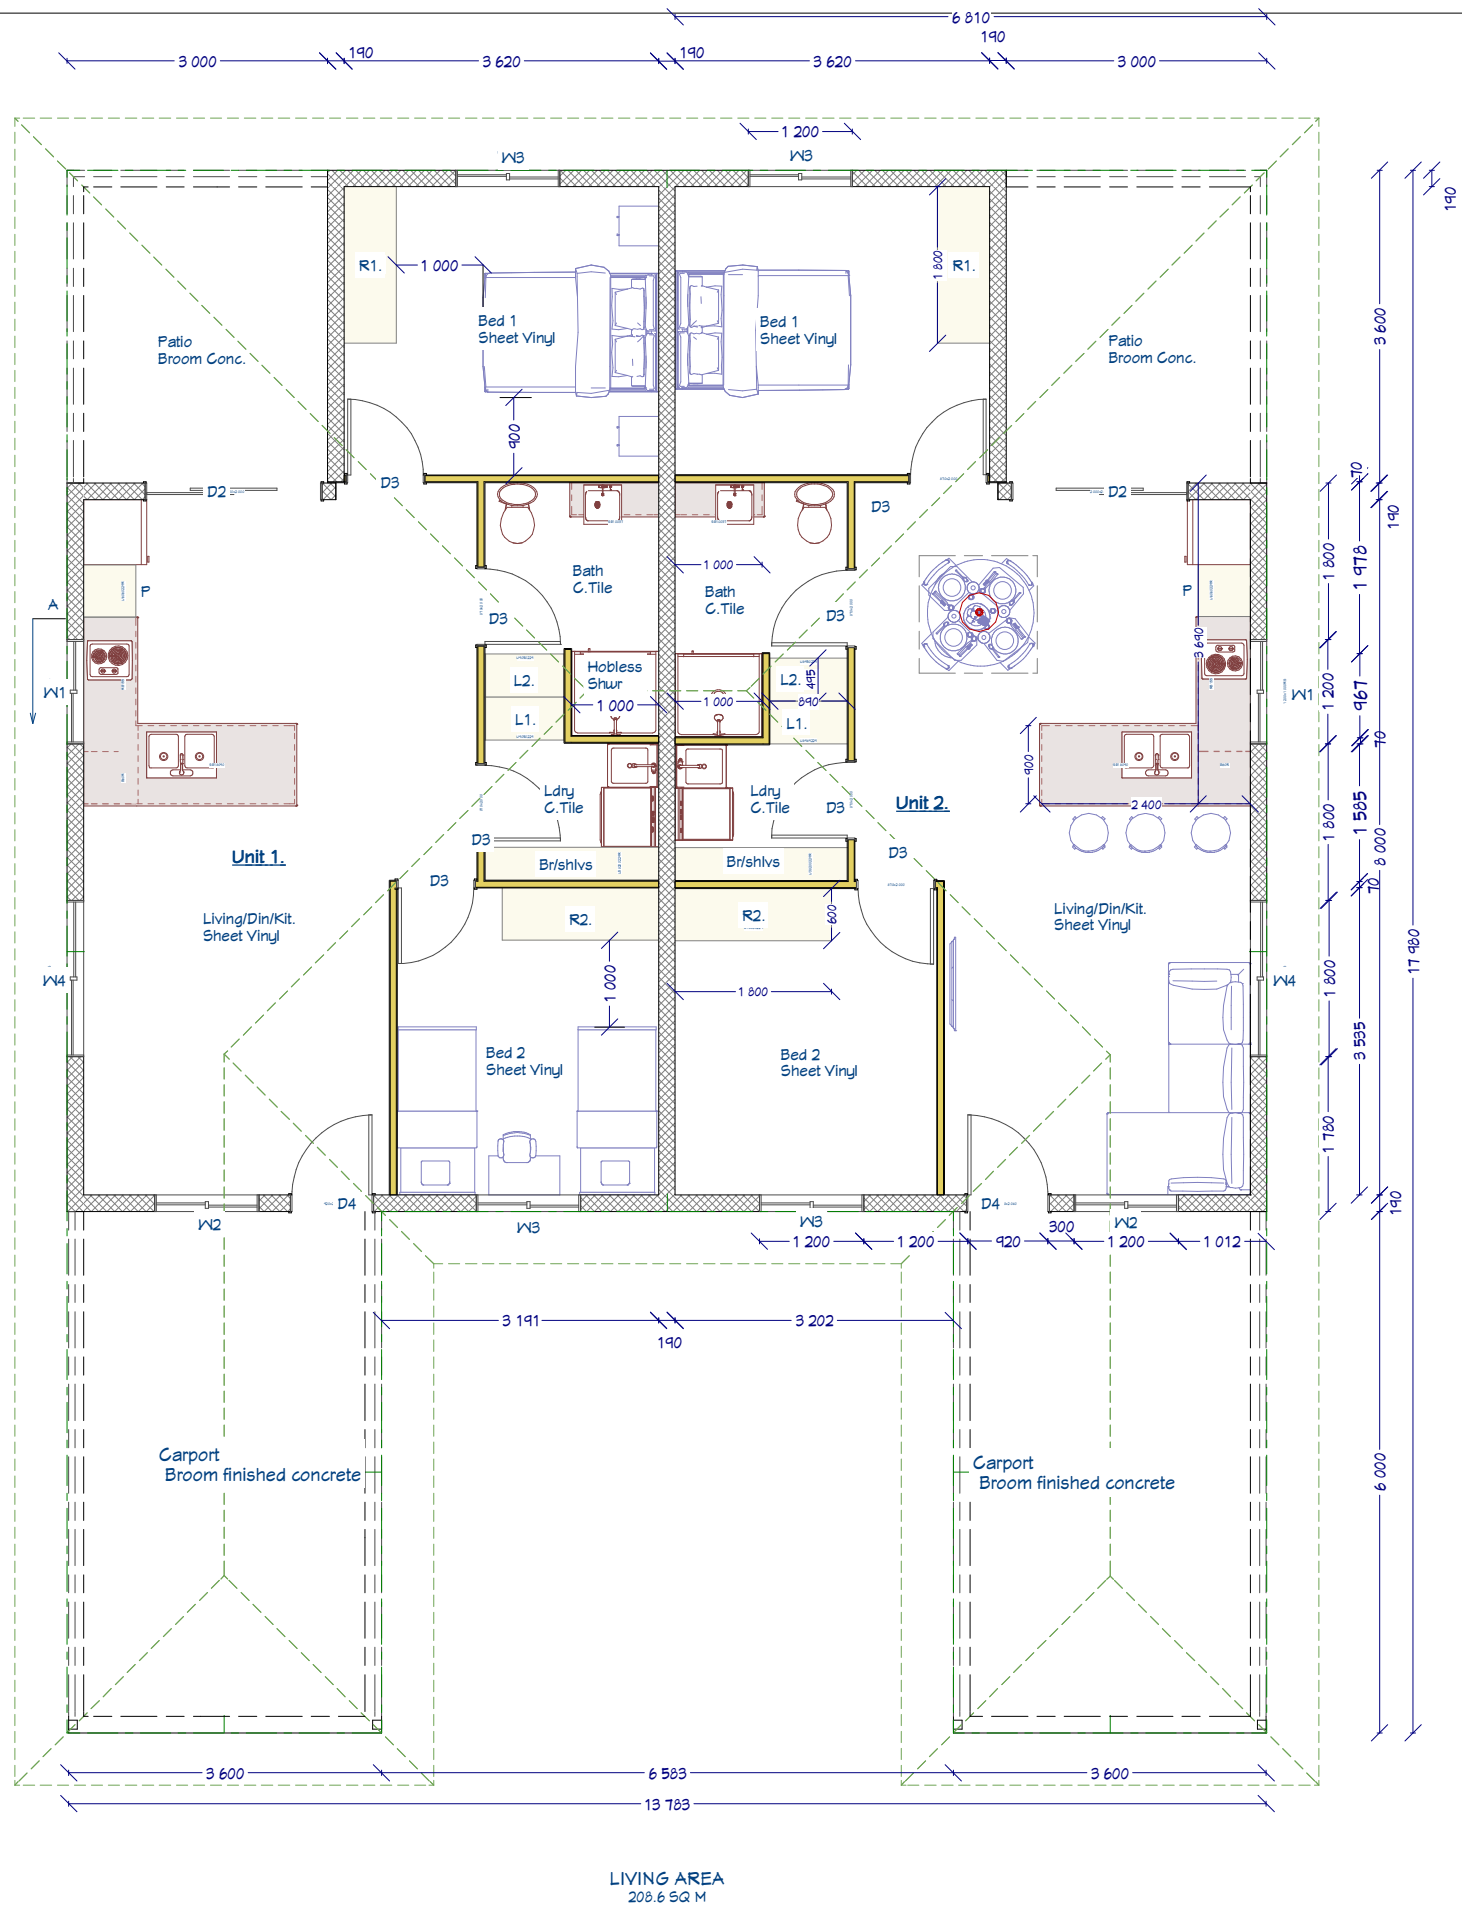 6 810
190
190
190
3 000
3 620
3 620
3 000
1 200
W3
W3
190
R1.
1 000
1 800
R1.
Bed 1
Sheet Vinyl
Bed 1
Sheet Vinyl
3 600
Patio
Broom Conc.
Patio
Broom Conc.
900
D3
70
D2
D3
D2
190
Bath
C.Tile
1 000
Bath
C.Tile
1 800
1 978
P
P
A
D3
D3
3 690
Hobless
Shwr
L2.
L2.
495
W1
W1
1 200
967
1 000
1 000
890
L1.
L1.
70
900
Ldry
C.Tile
Ldry
C.Tile
D3
Unit 2.
2 400
1 800
1 585
8 000
D3
D3
Unit 1.
Br/shlvs
Br/shlvs
D3
70
R2.
R2.
600
Living/Din/Kit.
Sheet Vinyl
Living/Din/Kit.
Sheet Vinyl
17 980
W4
1 000
1 800
1 800
W4
3 535
Bed 2
Sheet Vinyl
Bed 2
Sheet Vinyl
1 780
190
D4
D4
W2
W3
W3
300
W2
1 200
1 200
920
1 200
1 012
3 191
190
3 202
Carport
Broom finished concrete
Carport
Broom finished concrete
6 000
3 600
6 583
3 600
13 783
LIVING AREA
208.6 SQ M